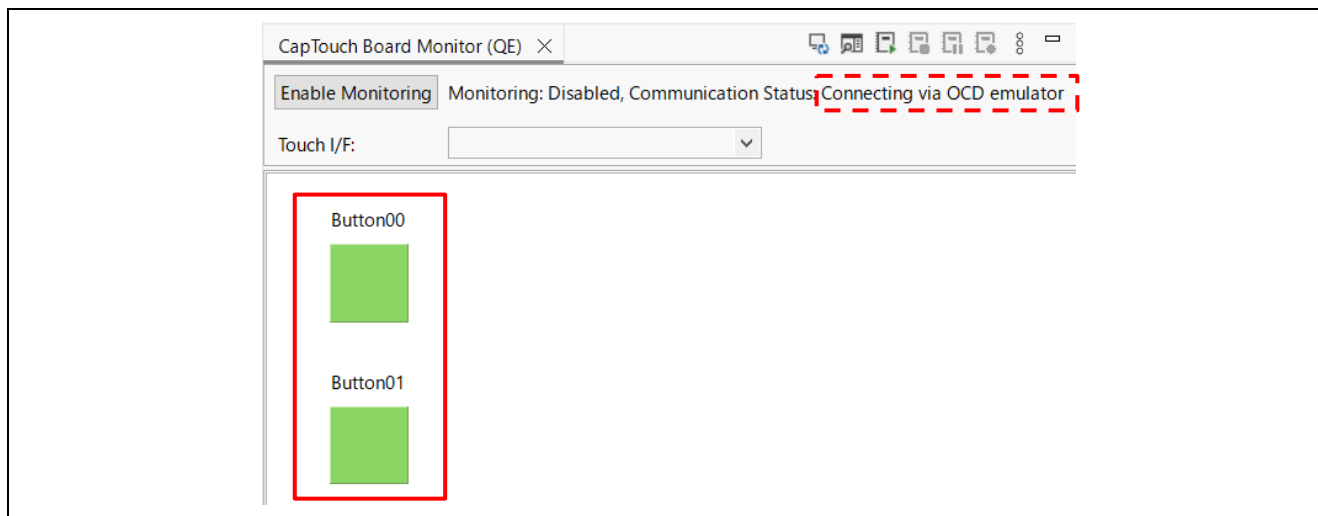 CapTouch Board Monitor (QE)
Enable Monitoring Monitoring: Disabled, Communication Status: Connecting via OCD emulator
Touch I/F:
Button00
Button01